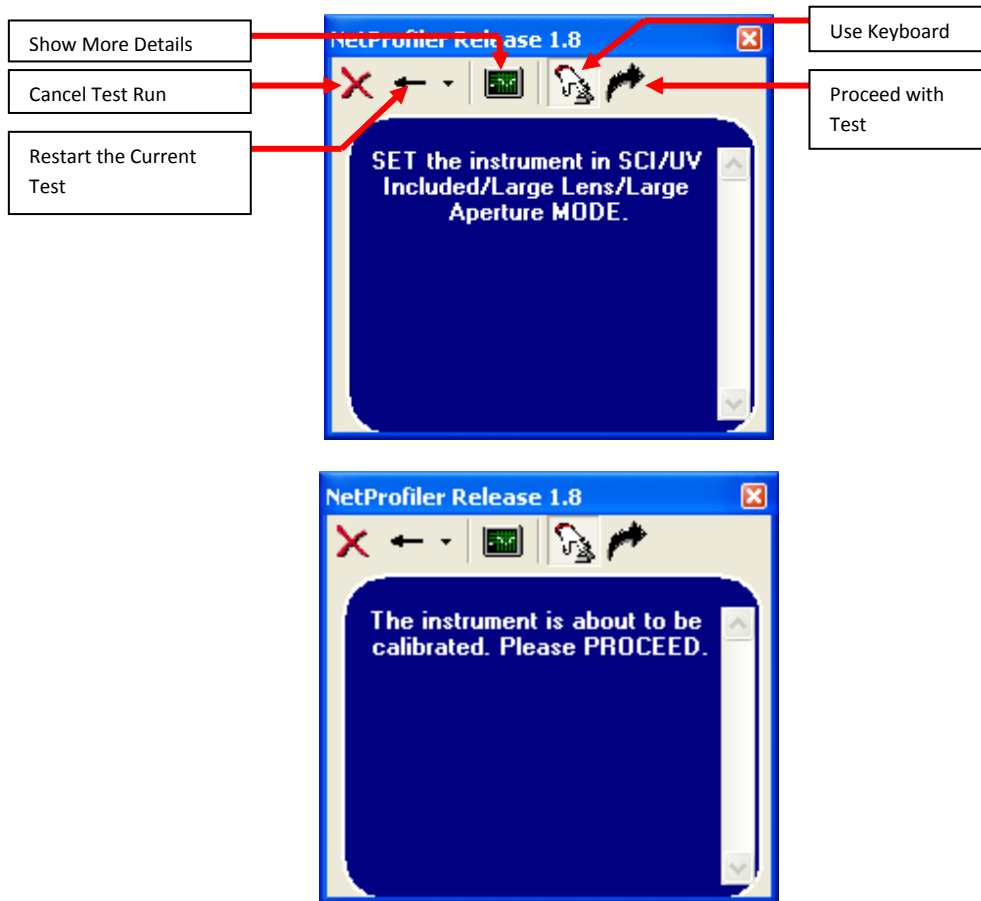 Show More Details
Cancel Test Run
Restart the Current
Test
NetProfiler Release 1.8
Use Keyboard
Proceed with
Test
SET the instrument in SCI/UV
Included/Large Lens/Large
Aperture MODE.
NetProfiler Release 1.8
The instrument is about to be
calibrated. Please PROCEED.